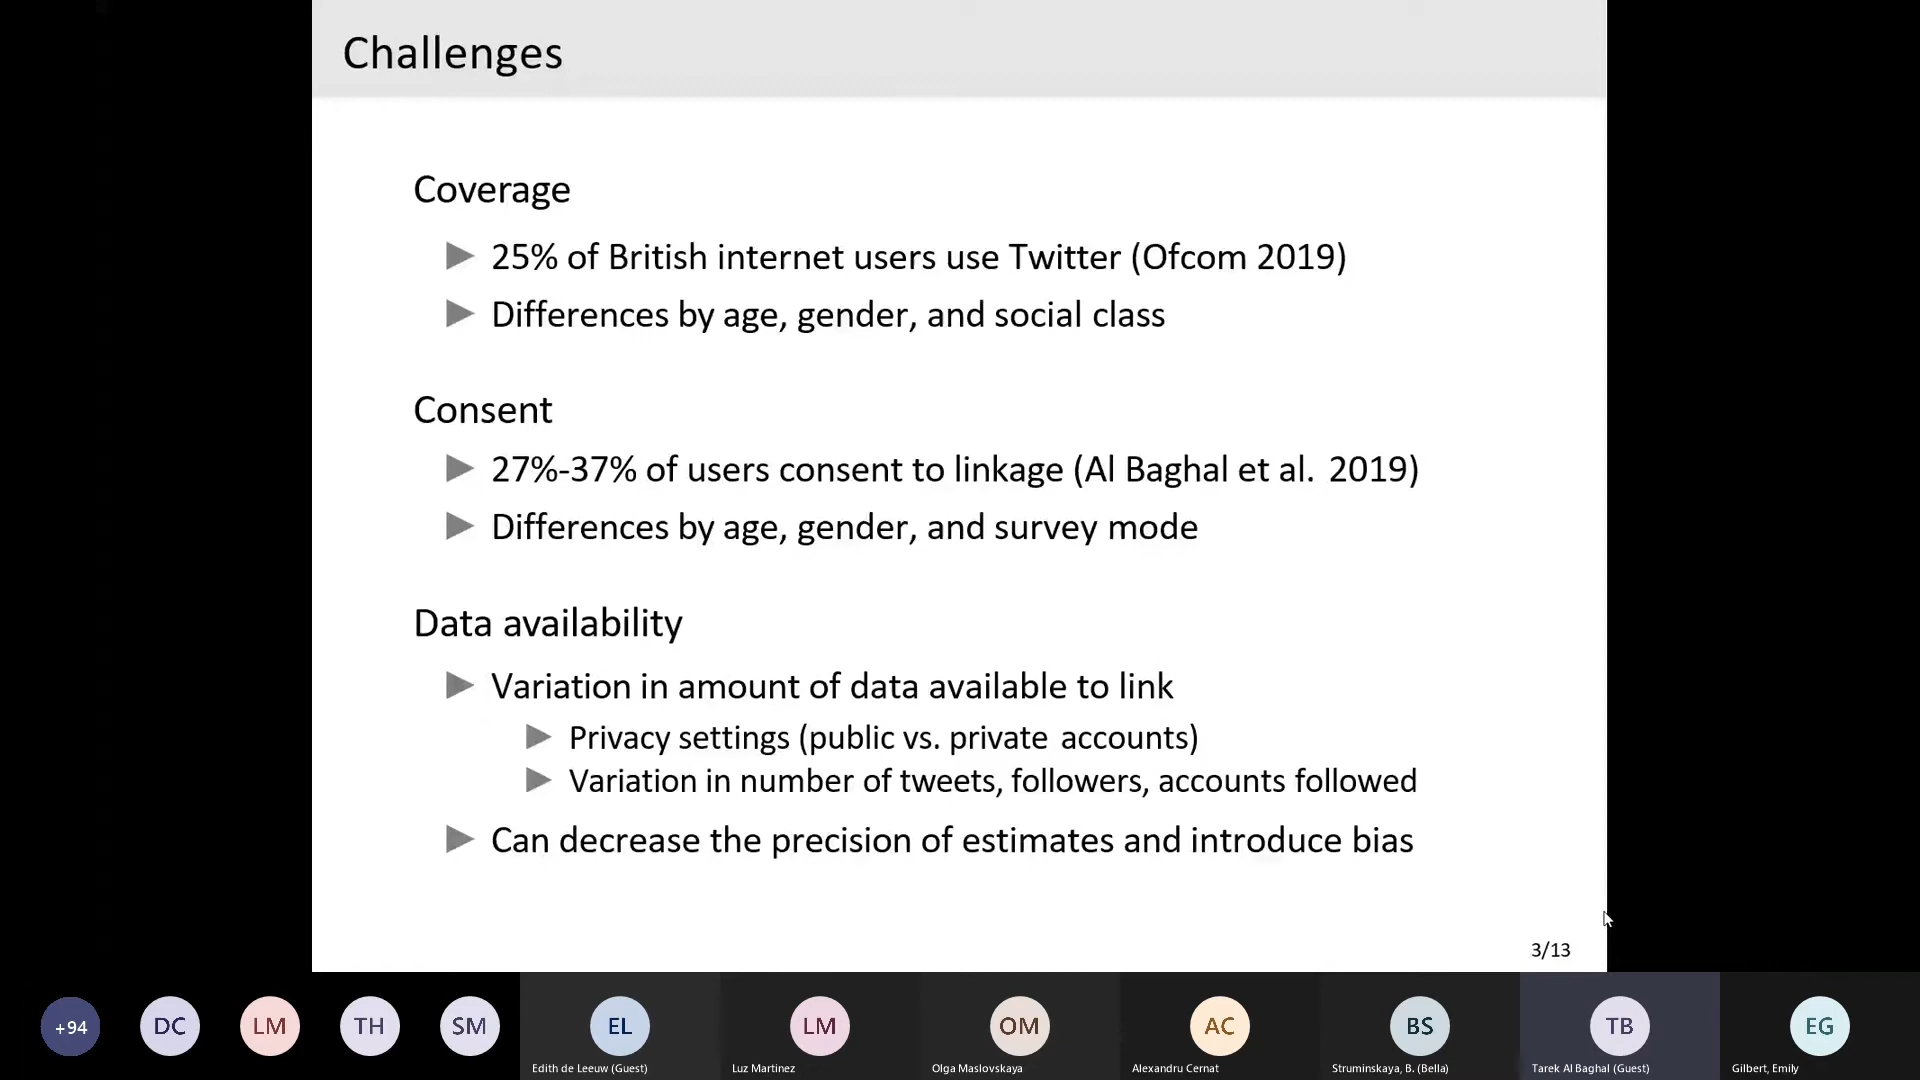 Challenges
Coverage
25% of British internet users use Twitter (Ofcom 2019)
Differences by age, gender, and social class
Consent
27%-37% of users consent to linkage (Al Baghal et al. 2019)
Differences by age, gender, and survey mode
Data availability
Variation in amount of data available to link
Privacy settings (public vs. private accounts)
Variation in number of tweets, followers, accounts followed
Can decrease the precision of estimates and introduce bias
3/13
+94 DC LM TH SM EL LM OM AC BS TB EG
Edith de Leeuw (Guest) Luz Martinez Olga Maslovskaya Alexandru Cernat Struminskaya, B. (Bella) Tarek Al Baghal (Guest) Gilbert, Emily